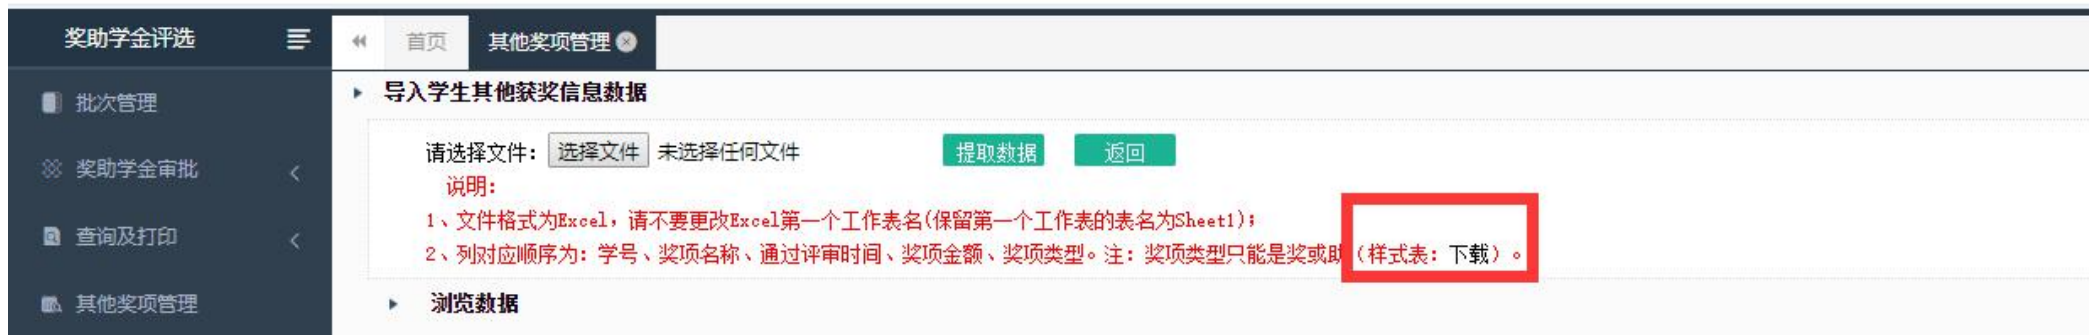 奖助学金评选
首页
其他奖项管理
批次管理
奖助学金审批
查询及打印
其他奖项管理
导入学生其他获奖信息数据
请选择文件: 选择文件 未选择任何文件 提取数据 返回
说明:
1、文件格式为Excel，请不要更改Excel第一个工作表名(保留第一个工作表的表名为Sheet1);
2、列对应顺序为: 学号、奖项名称、通过评审时间、奖项金额、奖项类型。注: 奖项类型只能是奖或助（样式表: 下载）。
浏览数据